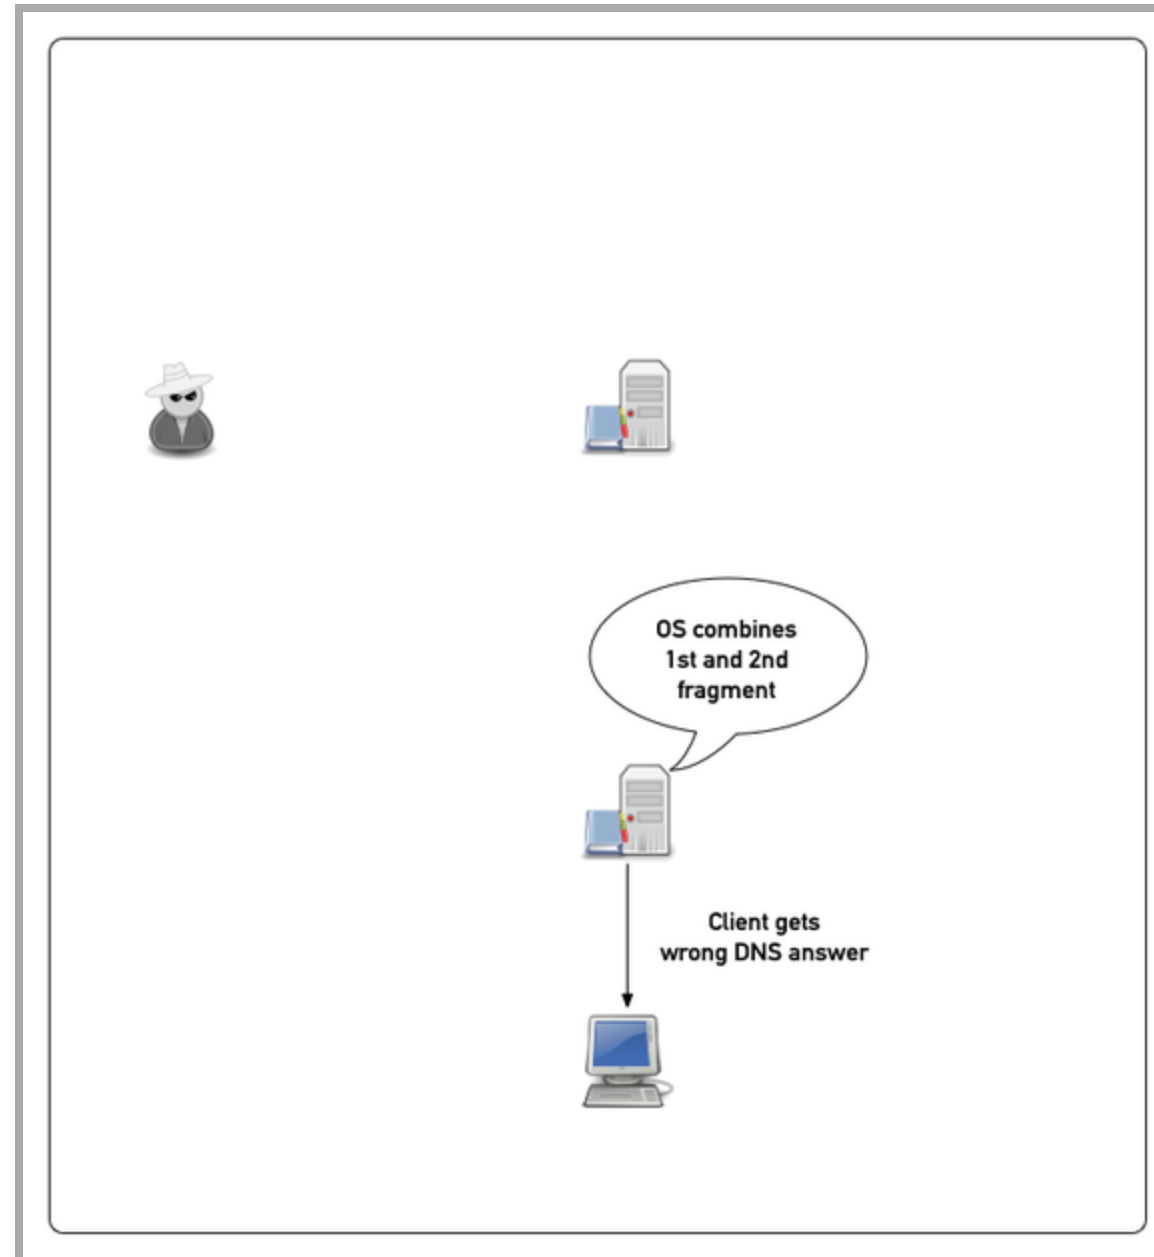 OS combines
1st and 2nd
fragment
Client gets
wrong DNS answer